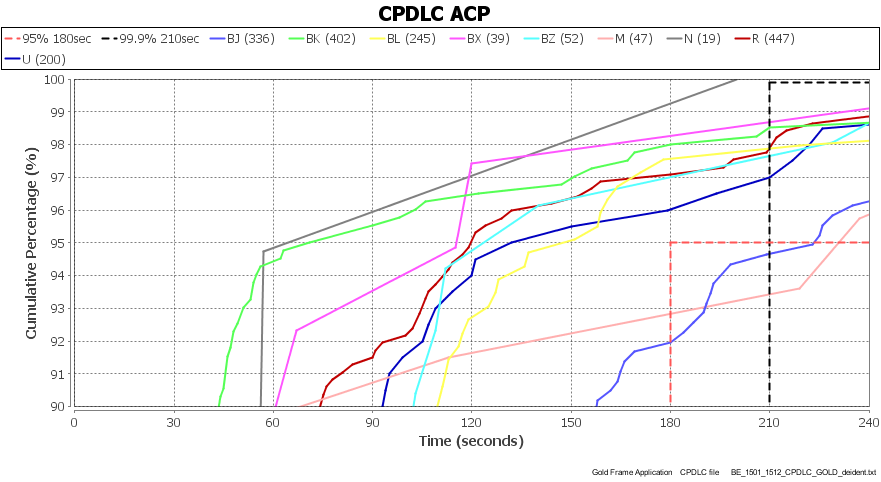 CPDLC ACP
95% 180sec 99.9% 210sec BJ (336) BK (402) BL (245) BX (39) BZ (52) M (47) N (19) R (447)
U (200)
Cumulative Percentage (%)
100
99
98
97
96
95
94
93
92
91
90
0 30 60 90 120 150 180 210 240
Time (seconds)
Gold Frame Application CPDLC file BE_1501_1512_CPDLC_GOLD_deident.txt